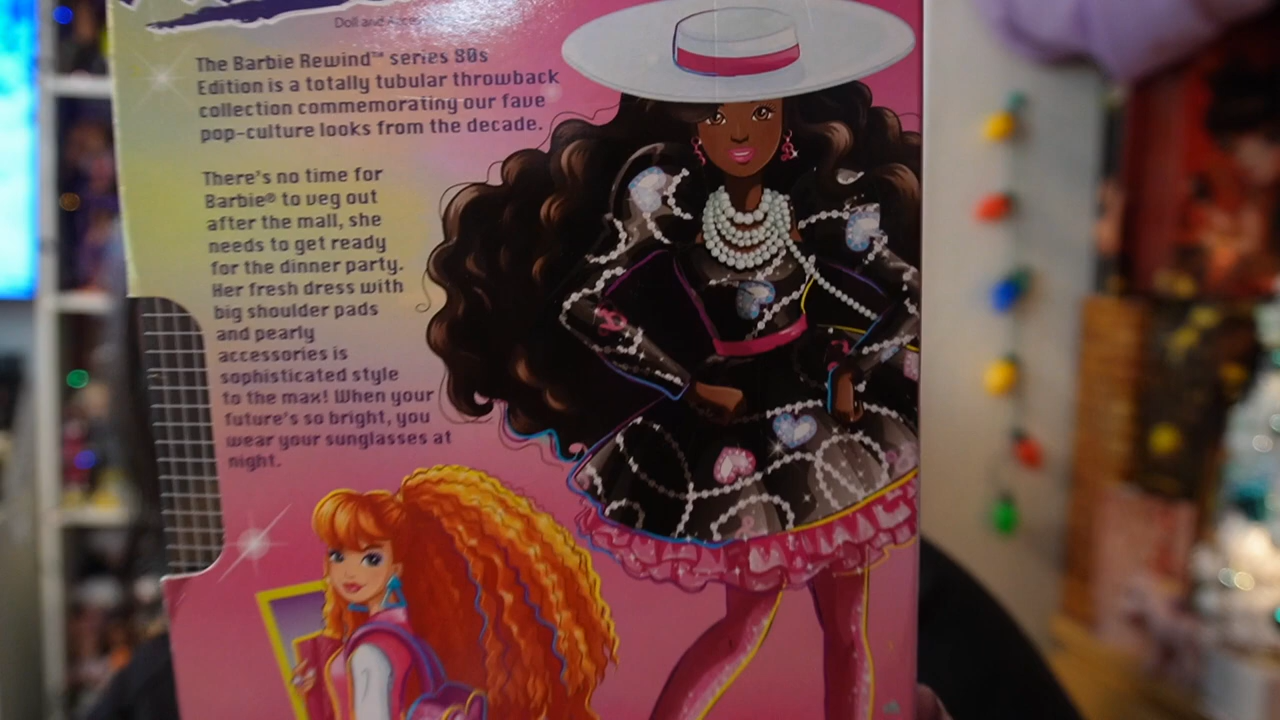 Doll and
The Barbie Rewind™ series 80s
Edition is a totally tubular throwback
collection commemorating our fave
pop-culture looks from the decade.
There's no time for
Barbie® to veg out
after the mall, she
needs to get ready
for the dinner party.
Her fresh dress with
big shoulder pads
and pearly
accessories is
sophisticated style
to the max! When your
future's so bright, you
wear your sunglasses at
night.